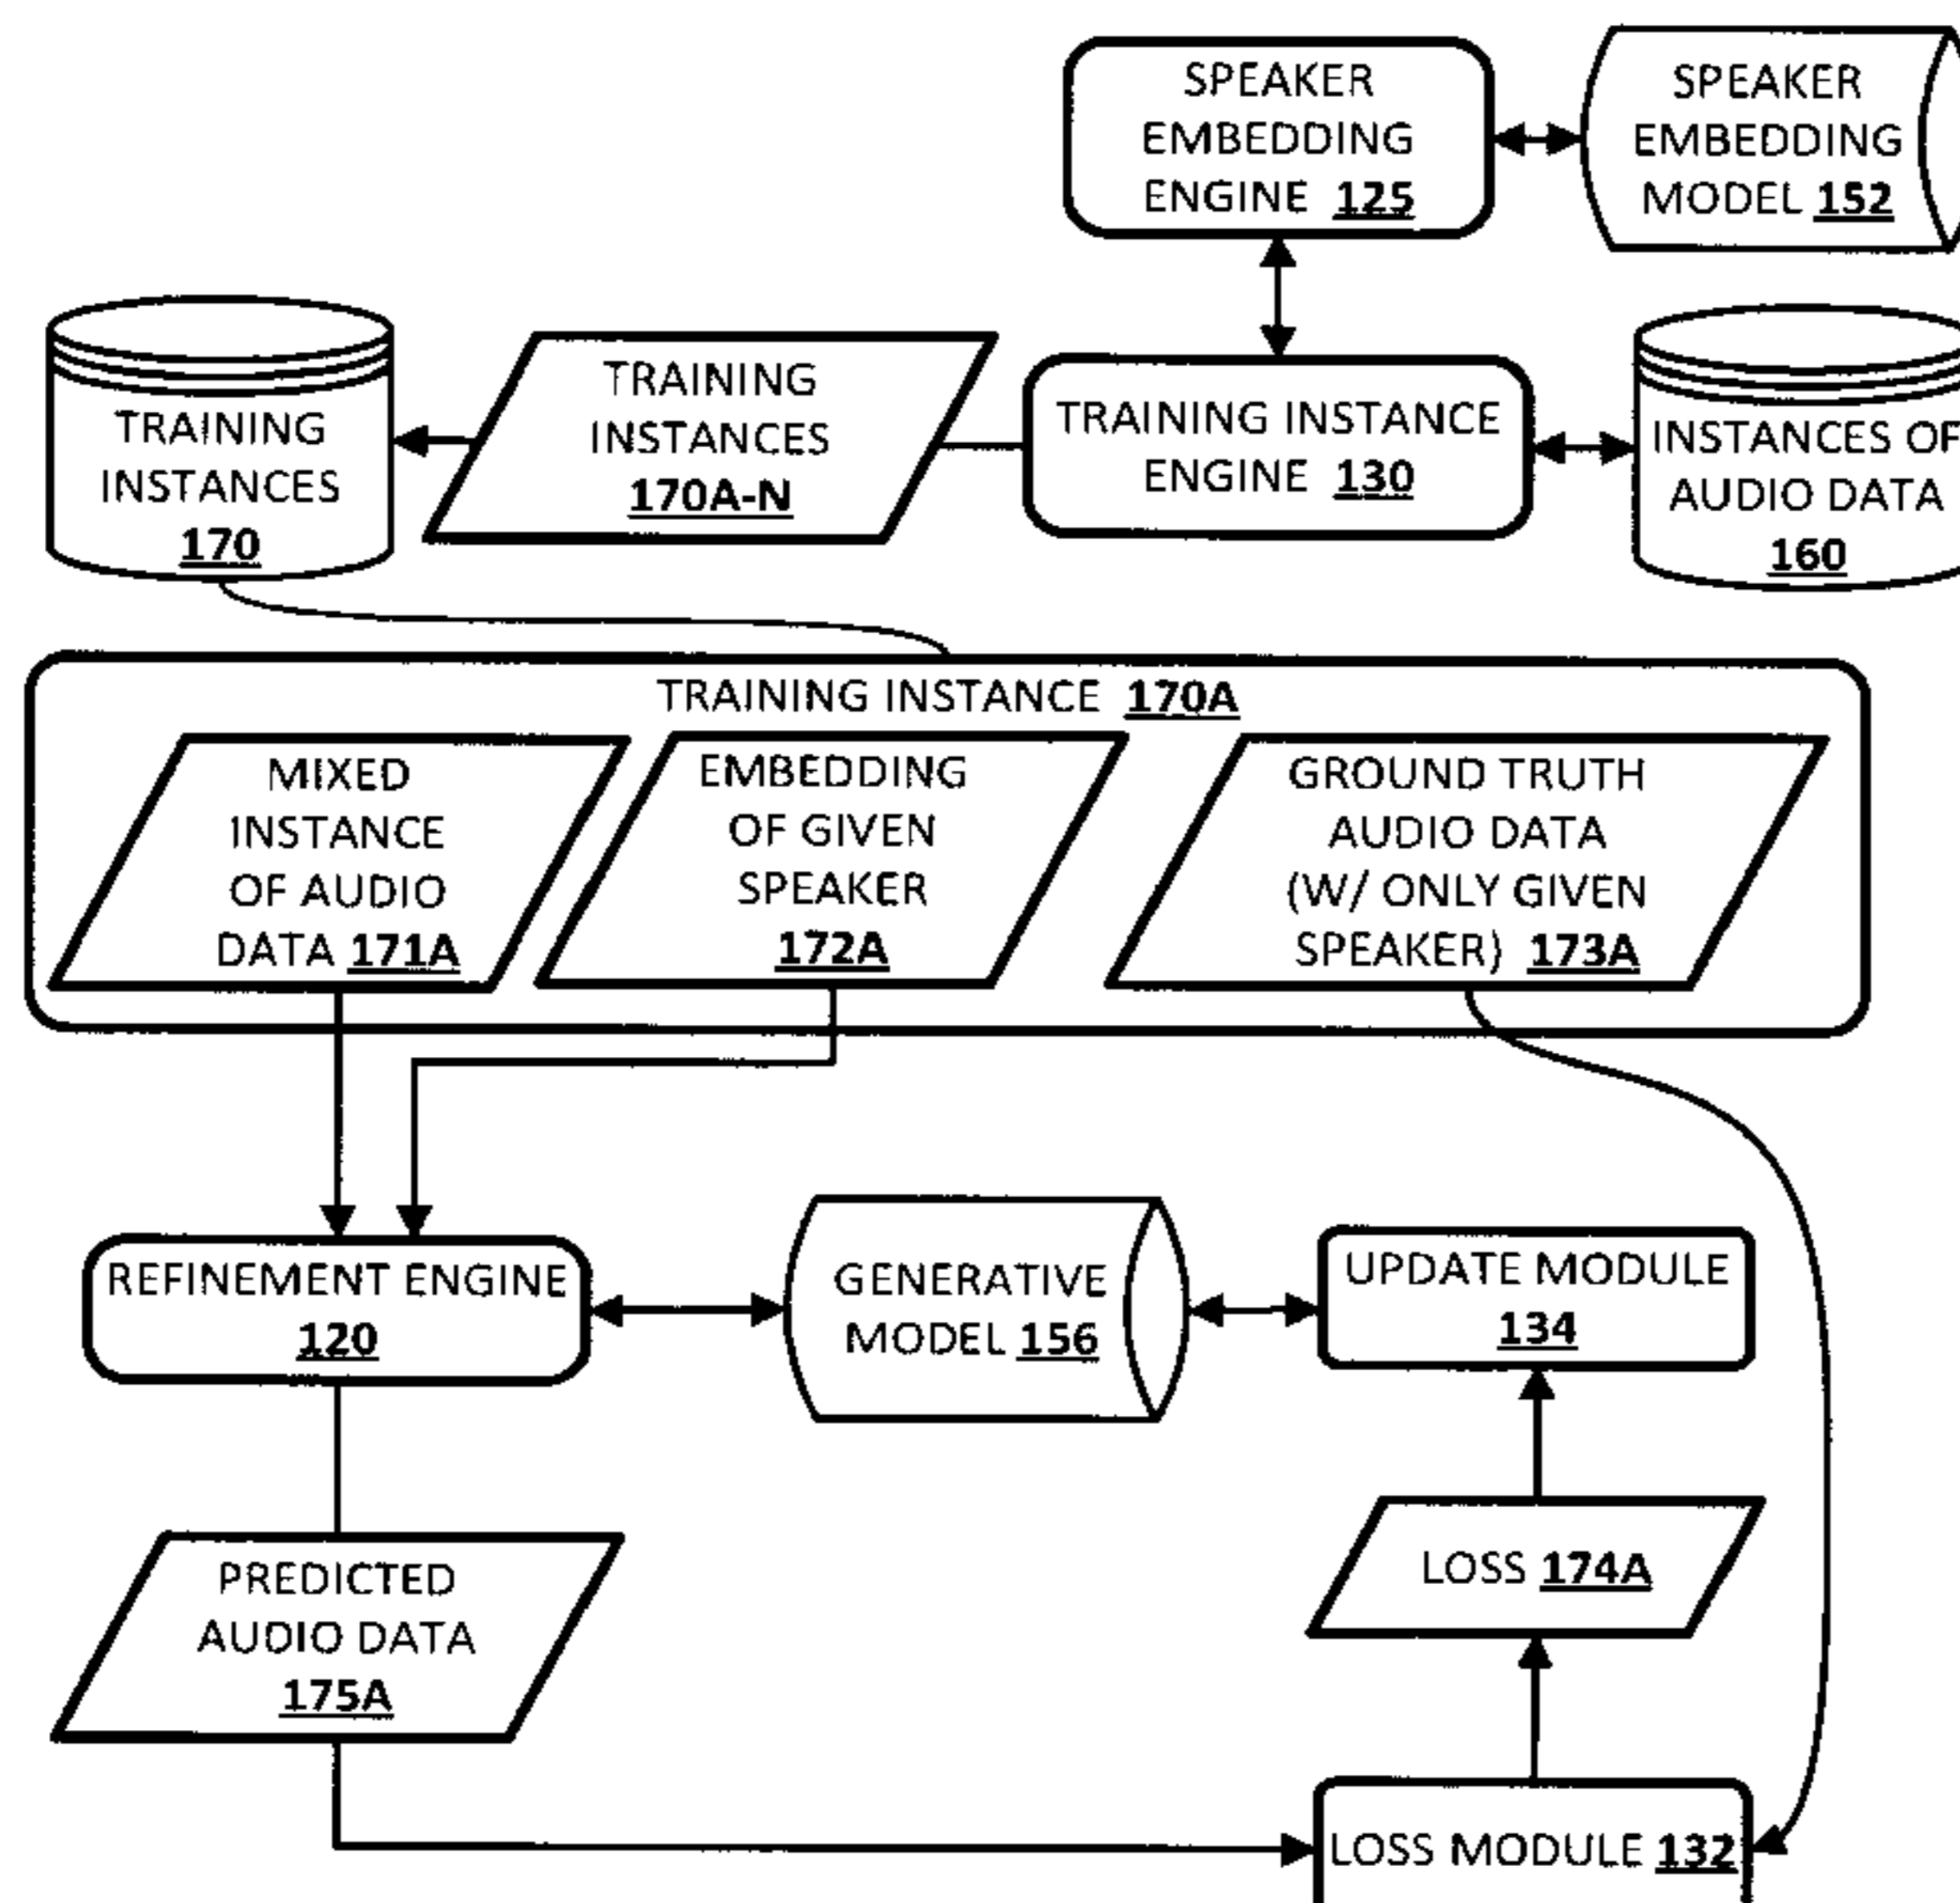 SPEAKER
EMBEDDING
ENGINE 125
SPEAKER
EMBEDDING
MODEL 152
TRAINING
INSTANCES
170
TRAINING
INSTANCES
170A-N
TRAINING INSTANCE
ENGINE 130
INSTANCES OF
AUDIO DATA
160
TRAINING INSTANCE 170A
MIXED
INSTANCE
OF AUDIO
DATA 171A
EMBEDDING
OF GIVEN
SPEAKER
172A
GROUND TRUTH
AUDIO DATA
(W/ ONLY GIVEN
SPEAKER) 173A
REFINEMENT ENGINE
120
GENERATIVE
MODEL 156
UPDATE MODULE
134
PREDICTED
AUDIO DATA
175A
LOSS 174A
LOSS MODULE 132